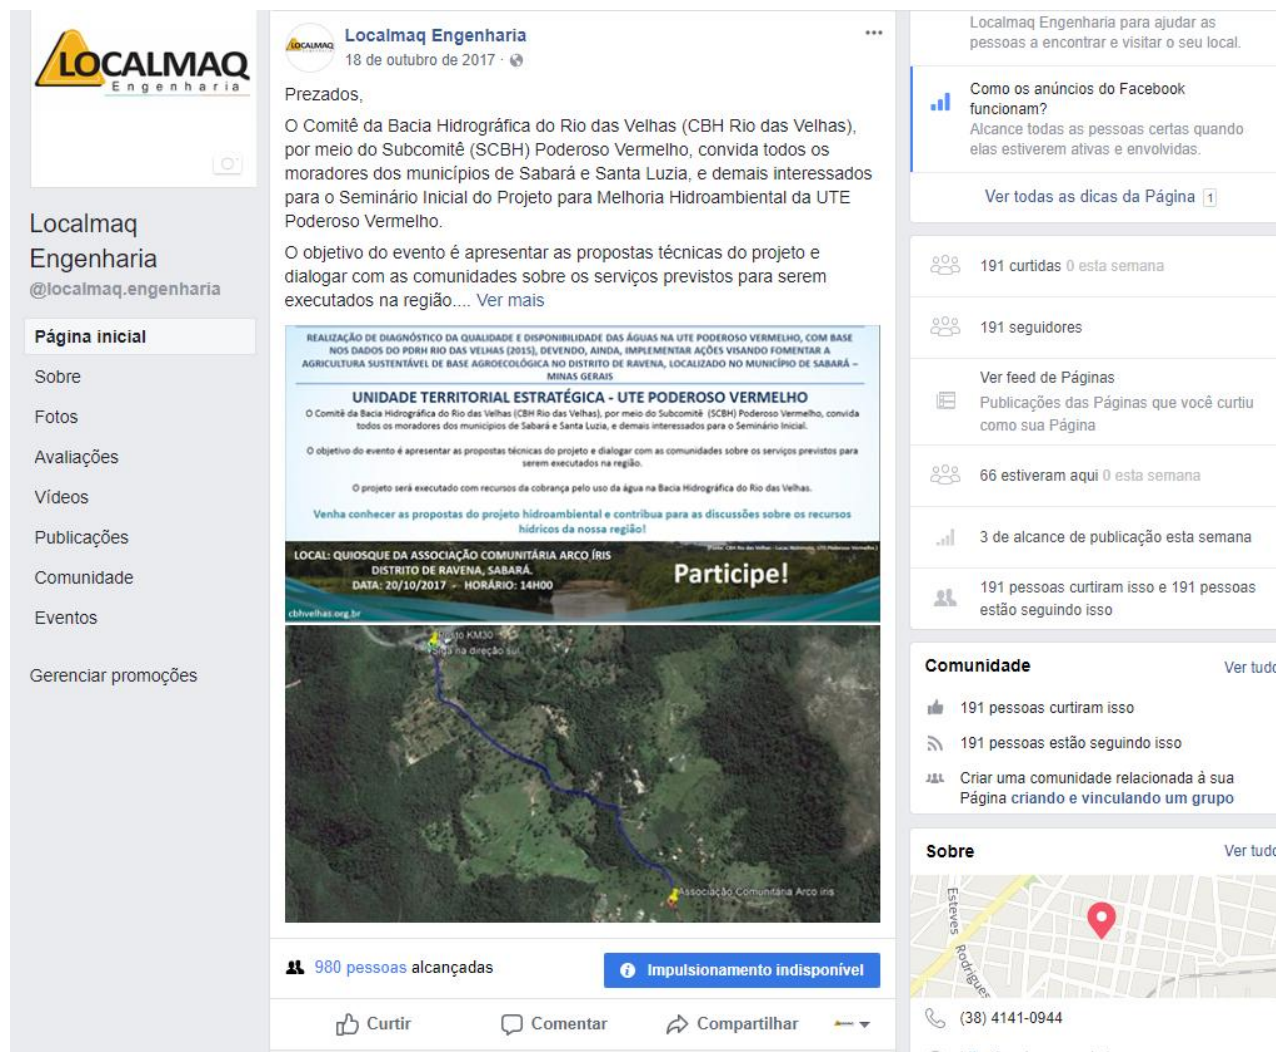 LOCALMAQ
Engenharia
Localmaq
Engenharia
@localmaq.engenharia
Página inicial
Sobre
Fotos
Avaliações
Vídeos
Publicações
Comunidade
Eventos
Gerenciar promoções
LOCALMAQ
Localmaq Engenharia
18 de outubro de 2017 ·
Prezados,
O Comitê da Bacia Hidrográfica do Rio das Velhas (CBH Rio das Velhas),
por meio do Subcomitê (SCBH) Poderoso Vermelho, convida todos os
moradores dos municípios de Sabará e Santa Luzia, e demais interessados
para o Seminário Inicial do Projeto para Melhoria Hidroambiental da UTE
Poderoso Vermelho.
O objetivo do evento é apresentar as propostas técnicas do projeto e
dialogar com as comunidades sobre os serviços previstos para serem
executados na região.... Ver mais
REALIZAÇÃO DE DIAGNÓSTICO DA QUALIDADE E DISPONIBILIDADE DAS ÁGUAS NA UTE PODEROSO VERMELHO, COM BASE
NOS DADOS DO PDRH RIO DAS VELHAS (2015), DEVENDO, AINDA, IMPLEMENTAR AÇÕES VISANDO FOMENTAR A
AGRICULTURA SUSTENTÁVEL DE BASE AGROECOLÓGICA NO DISTRITO DE RAVENA, LOCALIZADO NO MUNICÍPIO DE SABARÁ –
MINAS GERAIS
UNIDADE TERRITORIAL ESTRATÉGICA - UTE PODEROSO VERMELHO
O Comitê da Bacia Hidrográfica do Rio das Velhas (CBH Rio das Velhas), por meio do Subcomitê (SCBH) Poderoso Vermelho, convida
todos os moradores dos municípios de Sabará e Santa Luzia, e demais interessados para o Seminário Inicial.
O objetivo do evento é apresentar as propostas técnicas do projeto e dialogar com as comunidades sobre os serviços previstos para
serem executados na região.
O projeto será executado com recursos da cobrança pelo uso da água na Bacia Hidrográfica do Rio das Velhas.
Venha conhecer as propostas do projeto hidroambiental e contribua para as discussões sobre os recursos
hídricos da nossa região!
LOCAL: QUIOSQUE DA ASSOCIAÇÃO COMUNITÁRIA ARCO ÍRIS
DISTRITO DE RAVENA, SABARÁ.
DATA: 20/10/2017 - HORÁRIO: 14H00
Participe!
cbhvelhas.org.br
Posto KM30
Siga na direção sul.
Associação Comunitária Arco iris
980 pessoas alcançadas
Impulsionamento indisponível
Curtir
Comentar
Compartilhar
Localmaq Engenharia para ajudar as
pessoas a encontrar e visitar o seu local.
Como os anúncios do Facebook
funcionam?
Alcance todas as pessoas certas quando
elas estiverem ativas e envolvidas.
Ver todas as dicas da Página 1
191 curtidas 0 esta semana
191 seguidores
Ver feed de Páginas
Publicações das Páginas que você curtiu
como sua Página
66 estiveram aqui 0 esta semana
3 de alcance de publicação esta semana
191 pessoas curtiram isso e 191 pessoas
estão seguindo isso
Comunidade
Ver tudo
191 pessoas curtiram isso
191 pessoas estão seguindo isso
Criar uma comunidade relacionada à sua
Página criando e vinculando um grupo
Sobre
Ver tudo
Esteves
Rodrigues
(38) 4141-0944